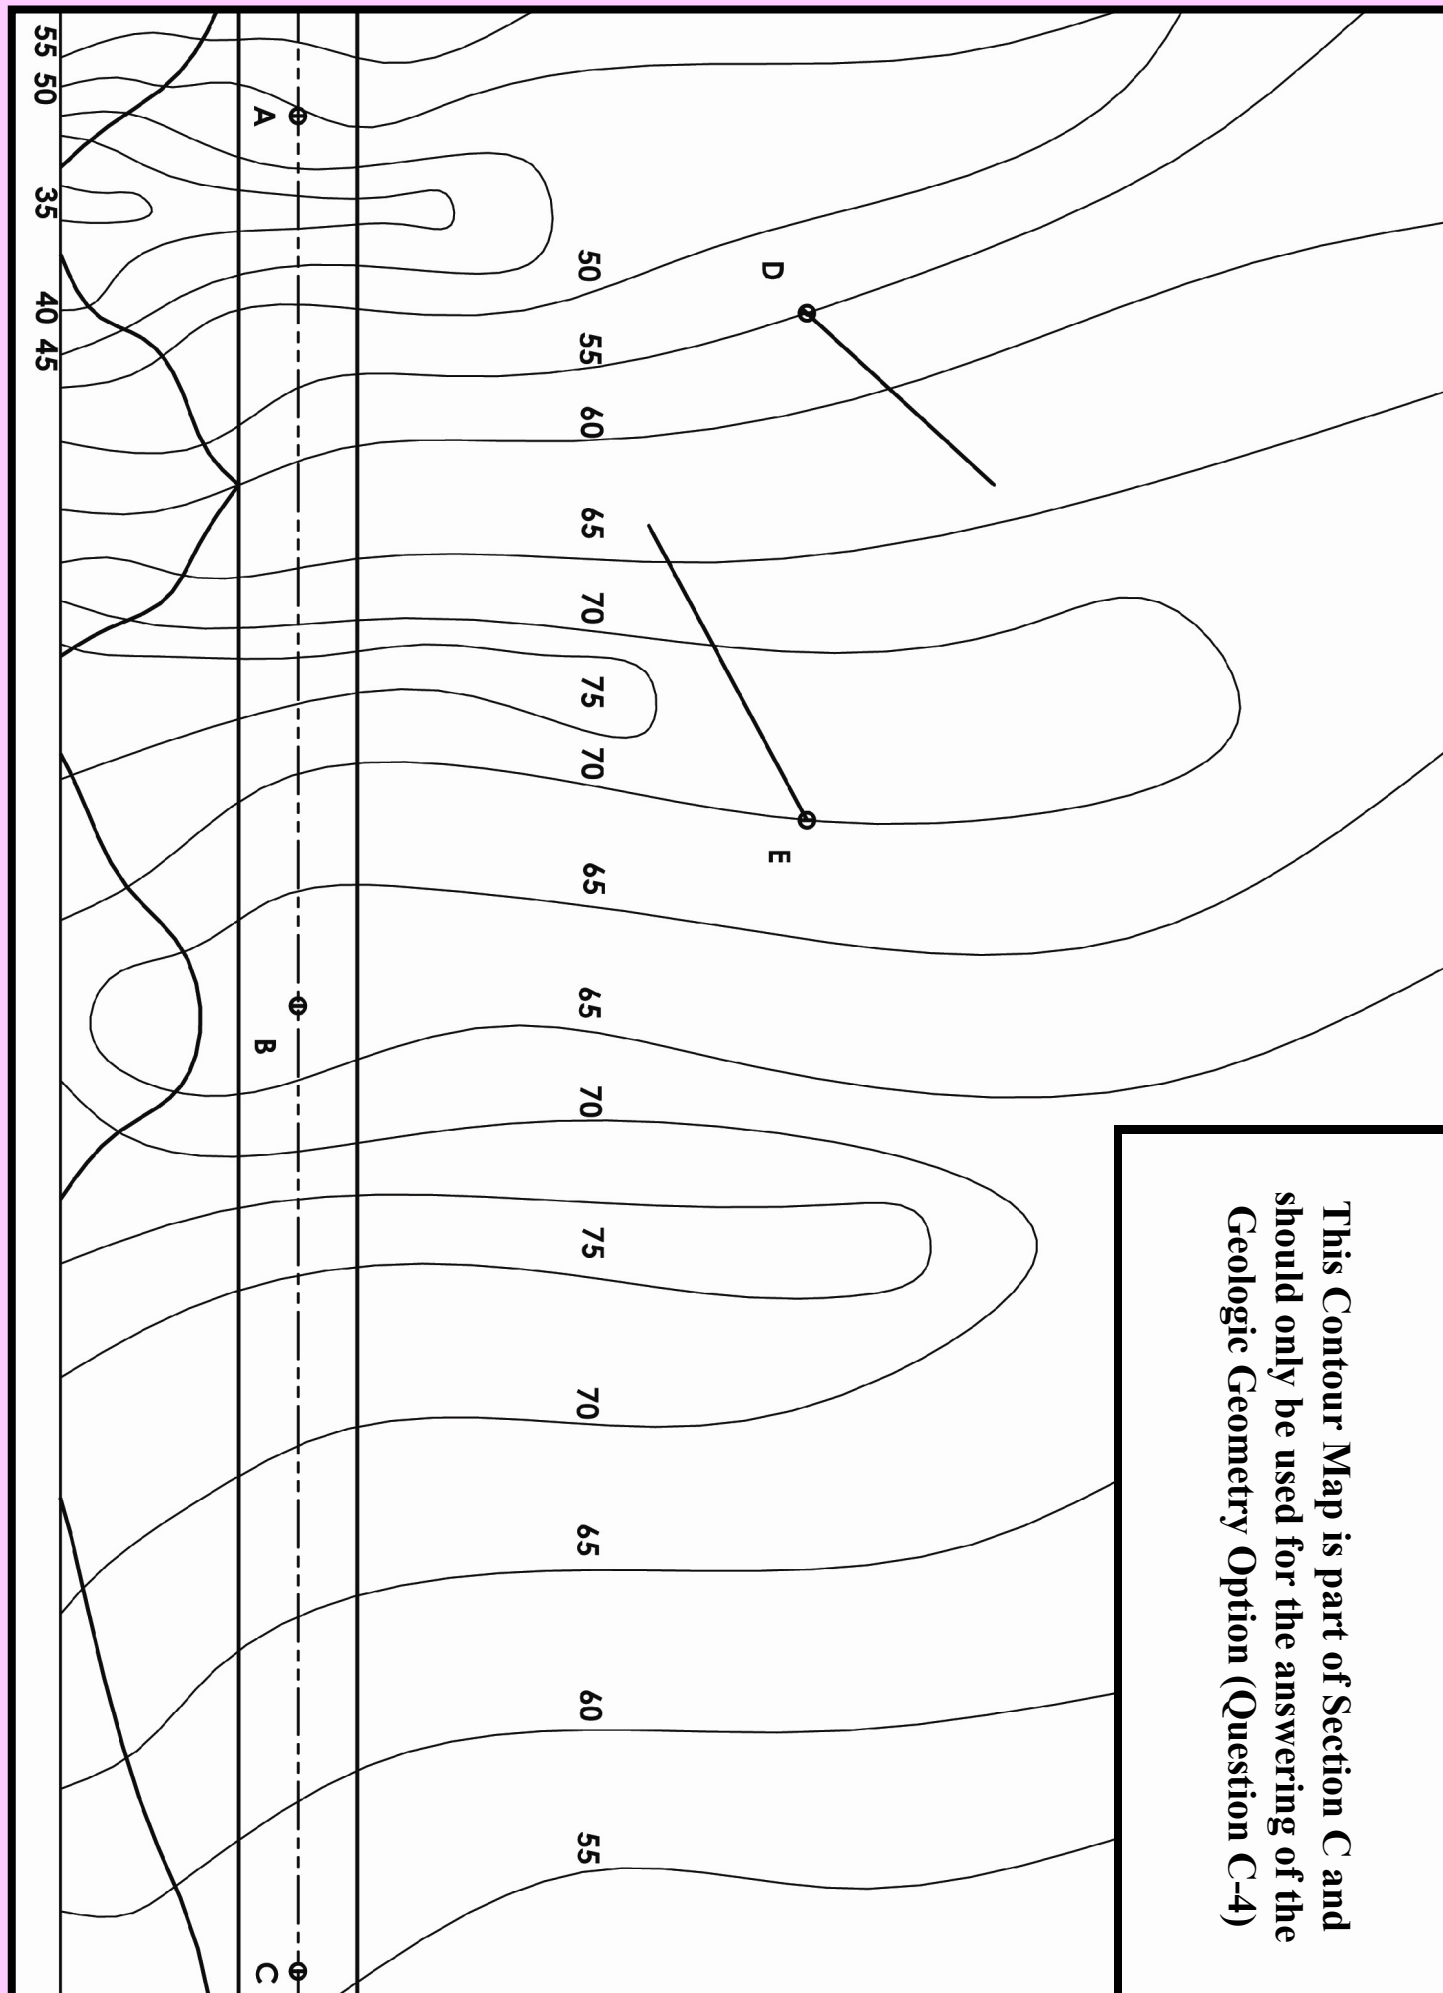 This Contour Map is part of Section C and
should only be used for the answering of the
Geologic Geometry Option (Question C-4)
D E
50 55 60 65 70 75 70 65 65 70 75 70 65 60 55
A B C
55 50 35 40 45